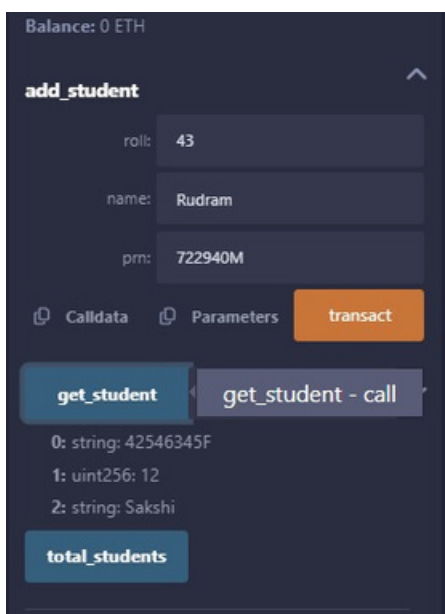 Balance: 0 ETH
add_student
roll: 43
name: Rudram
prn: 722940M
Calldata Parameters transact
get_student get_student - call
0: string: 42546345F
1: uint256: 12
2: string: Sakshi
total_students